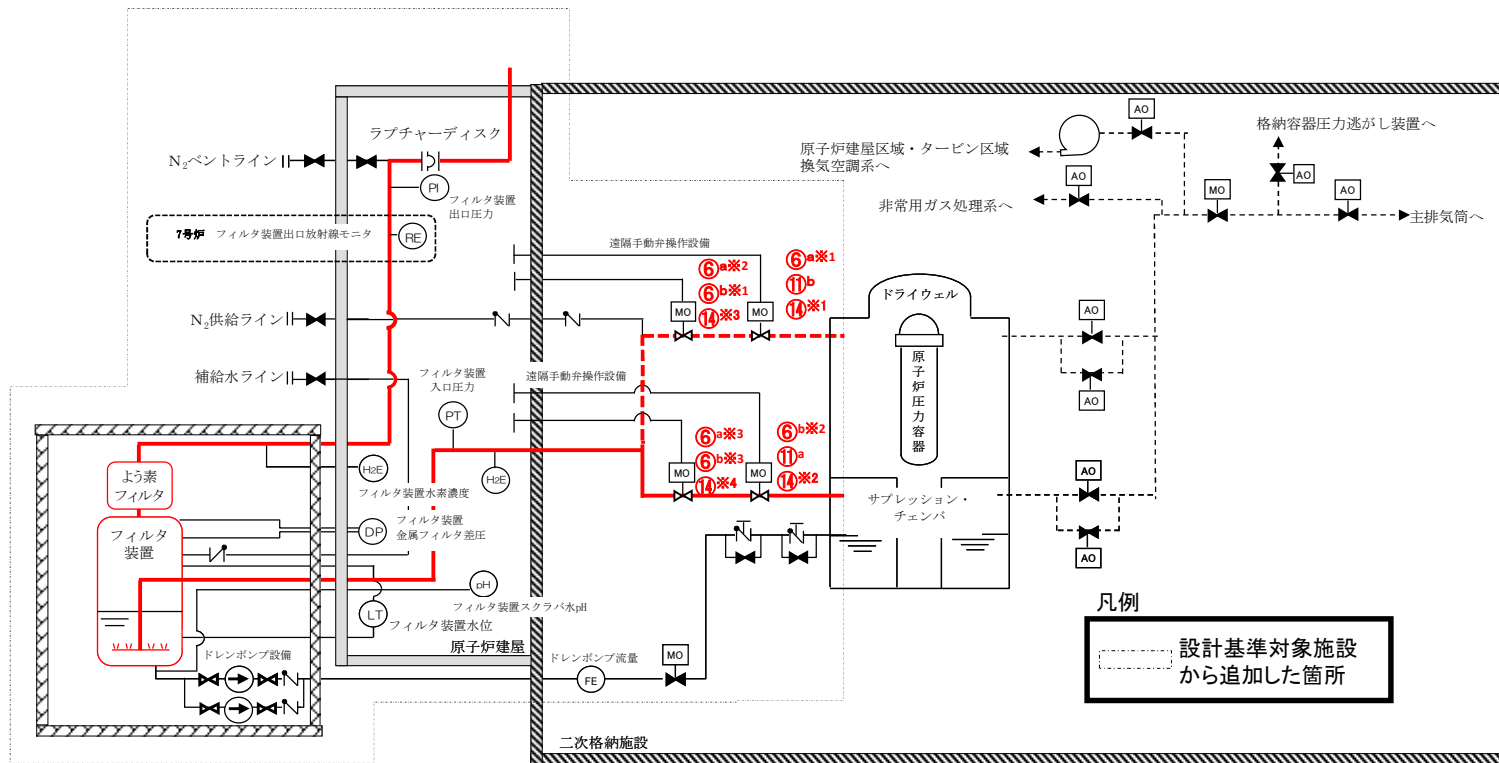 ラプチャーディスク
N₂ベントライン
PI
フィルタ装置
出口圧力
7号炉 フィルタ装置出口放射線モニタ
RE
遠隔手動弁操作設備
⑥a※2
⑥b※1
⑭※3
⑥a※1
⑪b
⑭※1
MO
MO
N₂供給ライン
補給水ライン
フィルタ装置
入口圧力
PT
遠隔手動弁操作設備
⑥a※3
⑥b※3
⑭※4
⑥b※2
⑪a
⑭※2
MO
MO
H2E
H2E
フィルタ装置水素濃度
よう素
フィルタ
フィルタ
装置
DP
フィルタ装置
金属フィルタ差圧
pH
フィルタ装置スクラバ水pH
LT
フィルタ装置水位
原子炉建屋
ドレンポンプ設備
ドレンポンプ流量
FE
MO
二次格納施設
ドライウェル
原子炉圧力容器
サプレッション・
チェンバ
AO
原子炉建屋区域・タービン区域
換気空調系へ
AO
非常用ガス処理系へ
格納容器圧力逃がし装置へ
AO
MO
AO
主排気筒へ
AO
AO
AO
AO
凡例
設計基準対象施設
から追加した箇所